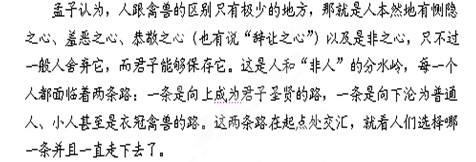 孟子认为，人跟禽兽的区别只有极少的地方，那就是人本然地有恻隐
之心、羞恶之心、恭敬之心（也有说“辞让之心”）以及是非之心，只不过
一般人舍弃它，而君子能够保存它。这是人和“非人”的分水岭，每一个
人都面临着两条路：一条是向上成为君子圣贤的路，一条是向下沦为普通
人、小人甚至是衣冠禽兽的路。这两条路在起点处交汇，就看人们选择哪
一条并且一直走下去了。